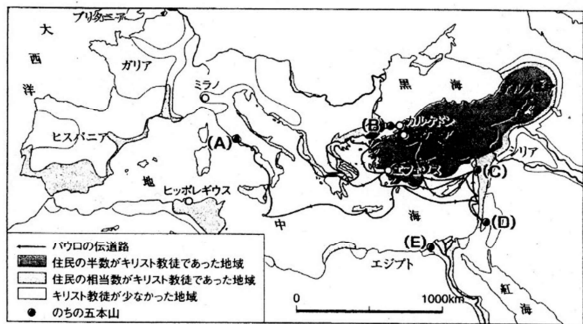 大西洋
ブリタニア
ガリア
ミラノ
黒海
ヒスパニア
(A)
(B)
カルケドン
シリア
エフェソス
(C)
地
ヒッポレギウス
中
海
(D)
(E)
エジプト
紅海
パウロの伝道路
住民の半数がキリスト教徒であった地域
住民の相当数がキリスト教徒であった地域
キリスト教徒が少なかった地域
のちの五本山
0
1000km